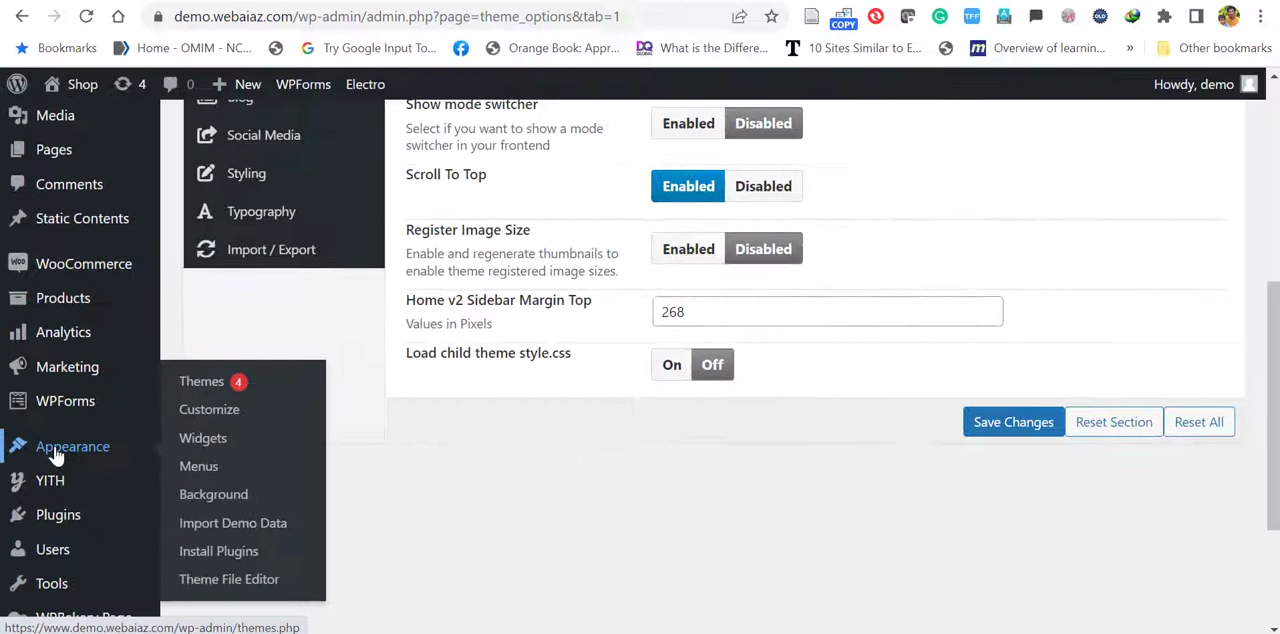 demo.webaiaz.com/wp-admin/admin.php?page=theme_options&tab=1
COPY
TFF
OLD
Bookmarks
Home - OMIM - NC...
Try Google Input To...
Orange Book: Appr...
DQ
GLOBAL
What is the Differe...
T
10 Sites Similar to E...
m
Overview of learnin...
»
Other bookmarks
Shop
4
0
New
WPForms
Electro
Howdy, demo
Media
Pages
Comments
Static Contents
WooCommerce
Products
Analytics
Marketing
WPForms
Appearance
YITH
Plugins
Users
Tools
WPBakery Page
Themes 4
Customize
Widgets
Menus
Background
Import Demo Data
Install Plugins
Theme File Editor
Blog
Social Media
Styling
Typography
Import / Export
Show mode switcher
Select if you want to show a mode
switcher in your frontend
Enabled Disabled
Scroll To Top
Enabled Disabled
Register Image Size
Enable and regenerate thumbnails to
enable theme registered image sizes.
Enabled Disabled
Home v2 Sidebar Margin Top
Values in Pixels
268
Load child theme style.css
On Off
Save Changes Reset Section Reset All
https://www.demo.webaiaz.com/wp-admin/themes.php